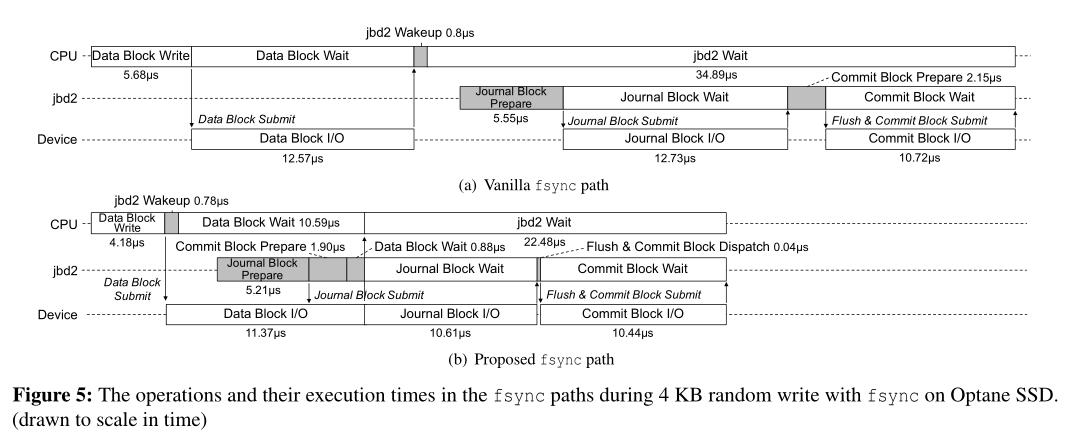 jbd2 Wakeup 0.8μs
CPU
Data Block Write
Data Block Wait
jbd2 Wait
5.68μs
34.89μs
Commit Block Prepare 2.15μs
jbd2
Journal Block
Prepare
Journal Block Wait
Commit Block Wait
5.55μs
Data Block Submit
Journal Block Submit
Flush & Commit Block Submit
Device
Data Block I/O
Journal Block I/O
Commit Block I/O
12.57μs
12.73μs
10.72μs
(a) Vanilla fsync path
jbd2 Wakeup 0.78μs
CPU
Data Block
Write
Data Block Wait 10.59μs
jbd2 Wait
4.18μs
22.48μs
Commit Block Prepare 1.90μs
Data Block Wait 0.88μs
Flush & Commit Block Dispatch 0.04μs
jbd2
Journal Block
Prepare
Journal Block Wait
Commit Block Wait
Data Block
Submit
5.21μs
Journal Block Submit
Flush & Commit Block Submit
Device
Data Block I/O
Journal Block I/O
Commit Block I/O
11.37μs
10.61μs
10.44μs
(b) Proposed fsync path
Figure 5: The operations and their execution times in the fsync paths during 4 KB random write with fsync on Optane SSD.
(drawn to scale in time)